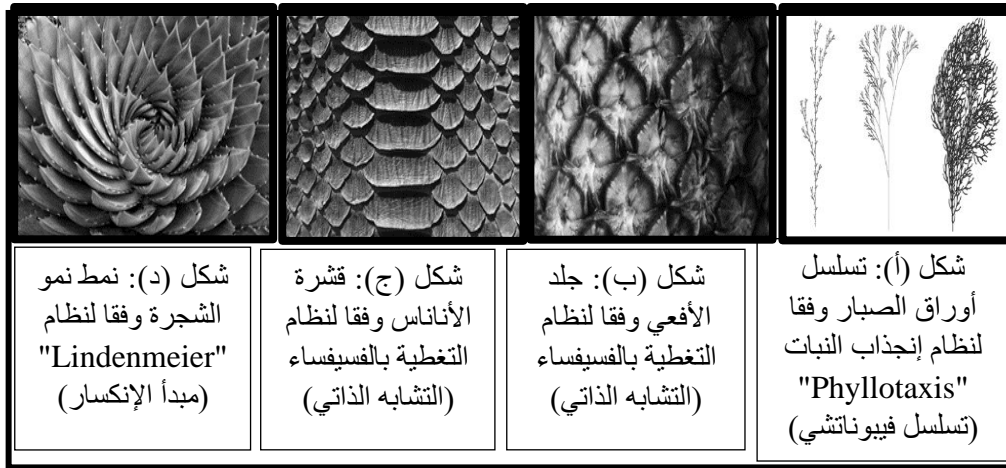 شكل (أ): تسلسل
أوراق الصبار وفقا
لنظام إنجذاب النبات
"Phyllotaxis"
(تسلسل فيبوناتشي)
شكل (ب): جلد
الأفعي وفقا لنظام
التغطية بالفسيفساء
(التشابه الذاتي)
شكل (ج): قشرة
الأناناس وفقا لنظام
التغطية بالفسيفساء
(التشابه الذاتي)
شكل (د): نمط نمو
الشجرة وفقا لنظام
"Lindenmeier"
(مبدأ الإنكسار)